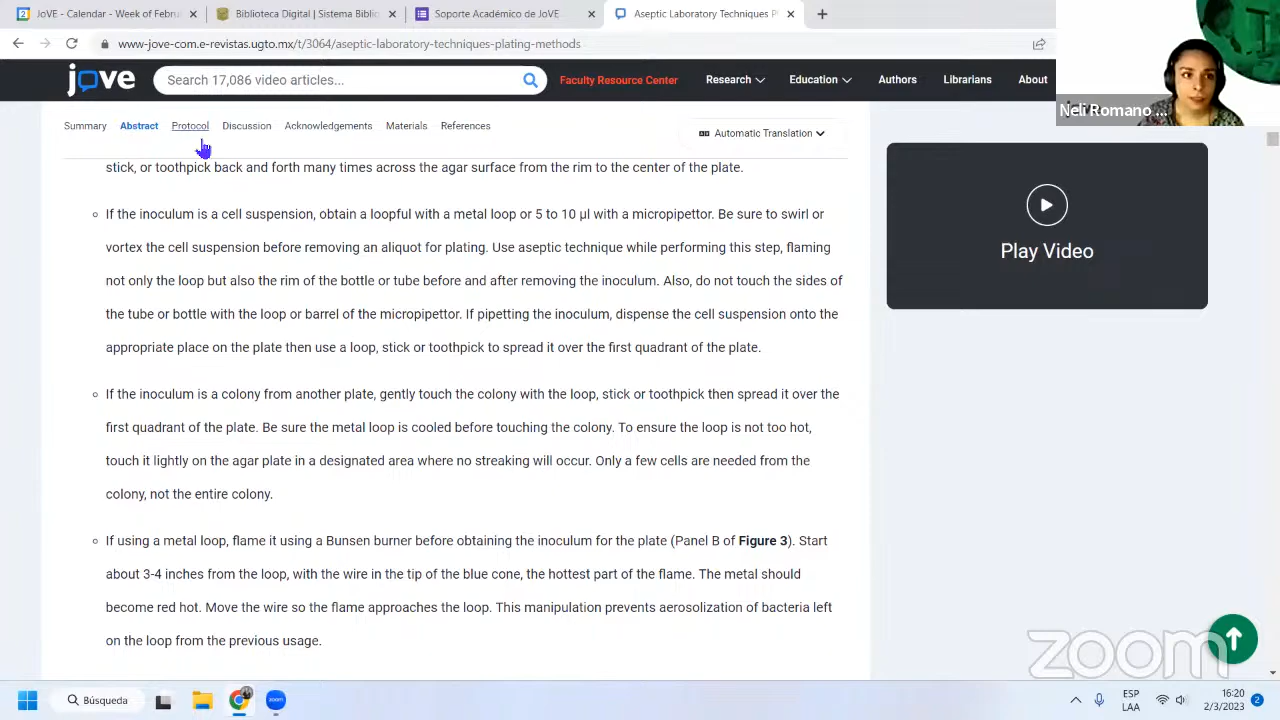 JoVE - Calendar - Week of Februa
Biblioteca Digital | Sistema Biblio
Soporte Académico de JoVE
Aseptic Laboratory Techniques Pl
www-jove-com.e-revistas.ugto.mx/t/3064/aseptic-laboratory-techniques-plating-methods
jove
Search 17,086 video articles...
Faculty Resource Center
Research
Education
Authors
Librarians
About
Neli Romano ...
Summary
Abstract
Protocol
Discussion
Acknowledgements
Materials
References
Automatic Translation
stick, or toothpick back and forth many times across the agar surface from the rim to the center of the plate.
If the inoculum is a cell suspension, obtain a loopful with a metal loop or 5 to 10 µl with a micropipettor. Be sure to swirl or
vortex the cell suspension before removing an aliquot for plating. Use aseptic technique while performing this step, flaming
not only the loop but also the rim of the bottle or tube before and after removing the inoculum. Also, do not touch the sides of
the tube or bottle with the loop or barrel of the micropipettor. If pipetting the inoculum, dispense the cell suspension onto the
appropriate place on the plate then use a loop, stick or toothpick to spread it over the first quadrant of the plate.
If the inoculum is a colony from another plate, gently touch the colony with the loop, stick or toothpick then spread it over the
first quadrant of the plate. Be sure the metal loop is cooled before touching the colony. To ensure the loop is not too hot,
touch it lightly on the agar plate in a designated area where no streaking will occur. Only a few cells are needed from the
colony, not the entire colony.
If using a metal loop, flame it using a Bunsen burner before obtaining the inoculum for the plate (Panel B of Figure 3). Start
about 3-4 inches from the loop, with the wire in the tip of the blue cone, the hottest part of the flame. The metal should
become red hot. Move the wire so the flame approaches the loop. This manipulation prevents aerosolization of bacteria left
on the loop from the previous usage.
Play Video
zoom
Búsqueda
zoom
ESP
LAA
16:20
2/3/2023
2